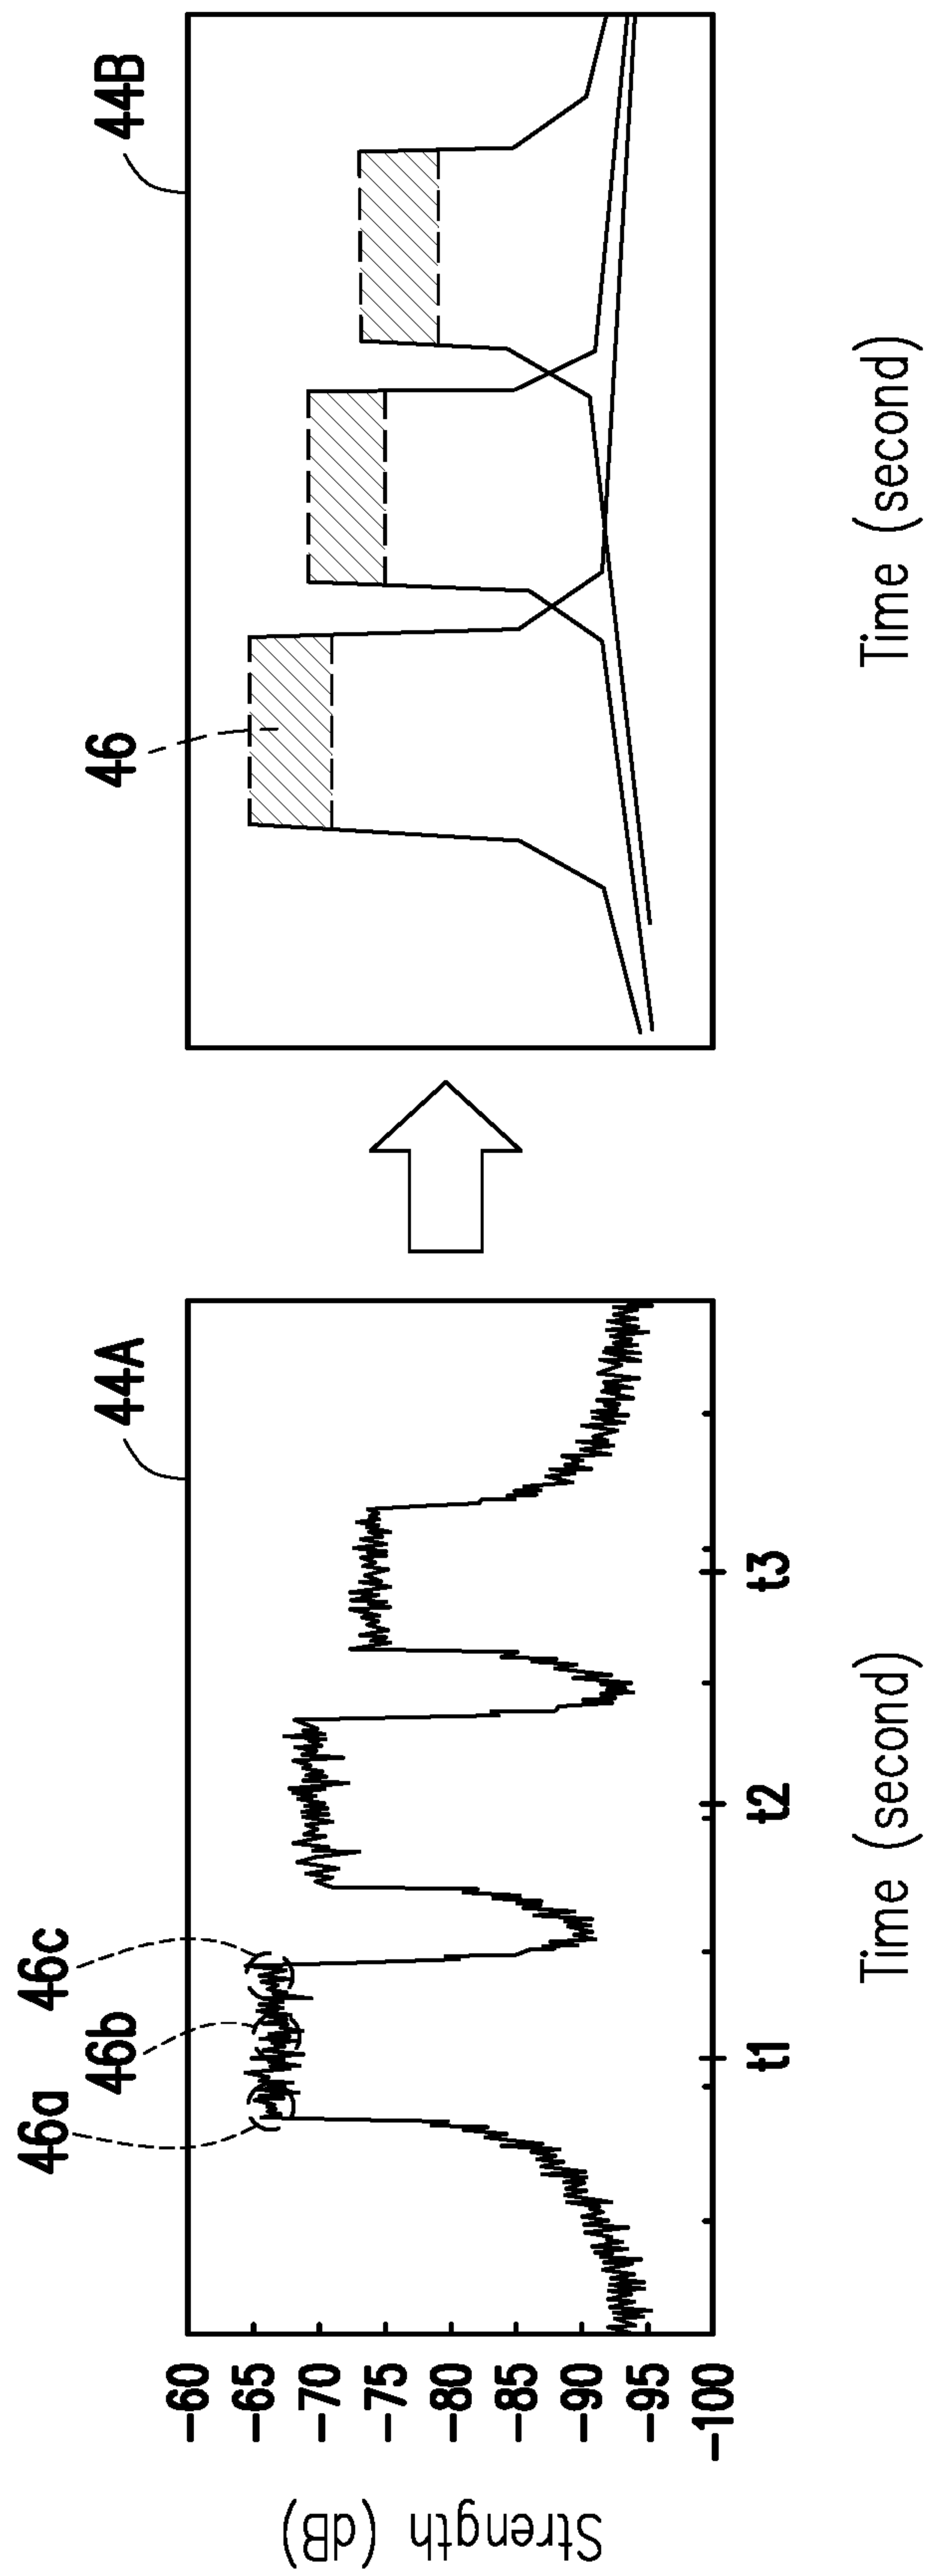 44A
46a
46b
46c
Strength (dB)
-60
-65
-70
-75
-80
-85
-90
-95
-100
t1
t2
t3
Time (second)
44B
46
Time (second)